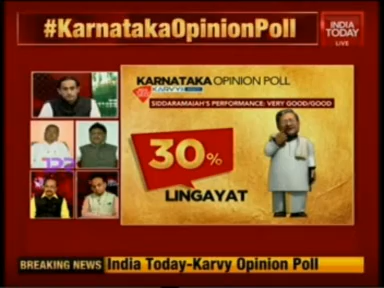 #KarnatakaOpinionPoll
INDIA
TODAY
LIVE
KARNATAKA OPINION POLL
KARVY
SIDDARAMAIAH'S PERFORMANCE: VERY GOOD/GOOD
30%
LINGAYAT
BREAKING NEWS
India Today-Karvy Opinion Poll